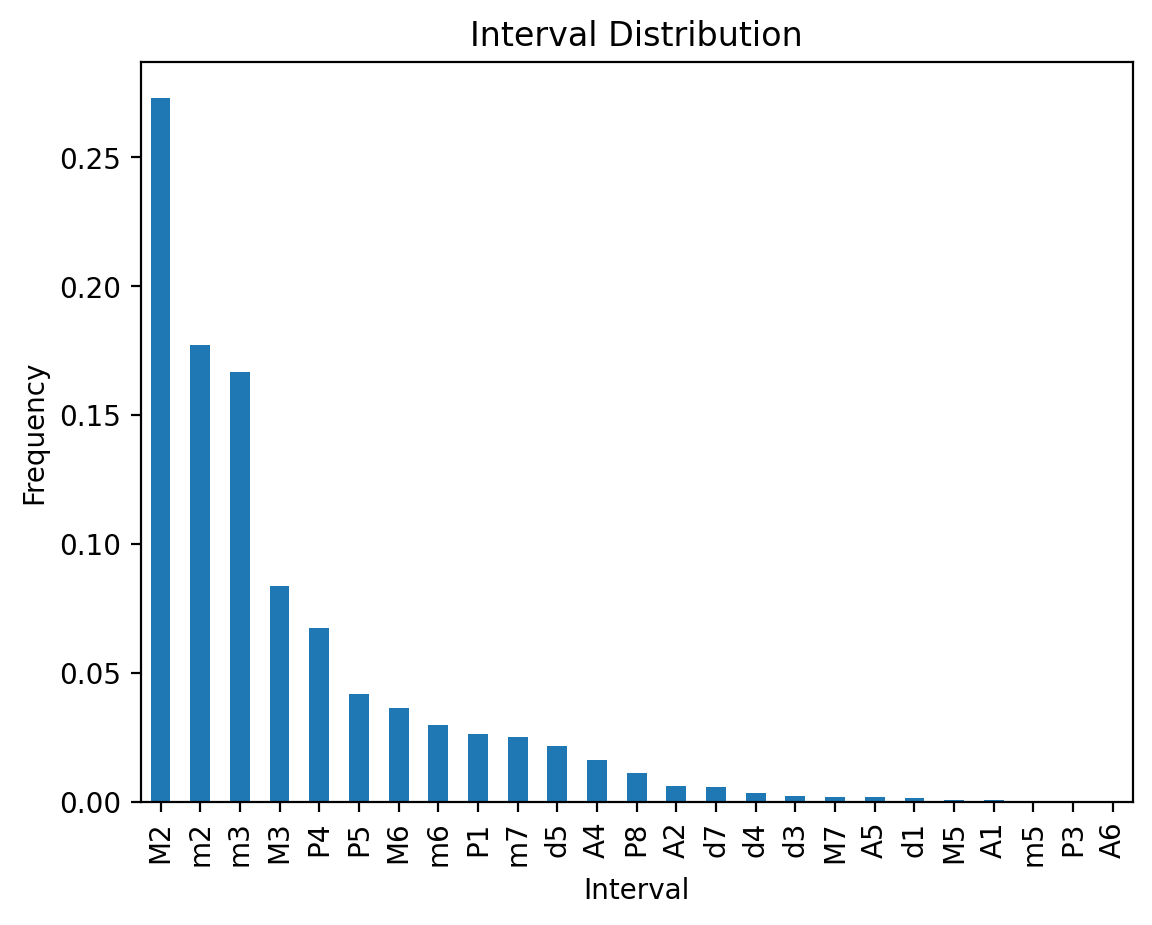 Interval Distribution
Frequency
0.25
0.20
0.15
0.10
0.05
0.00
M2 m2 m3 M3 P4 P5 M6 m6 P1 m7 d5 A4 P8 A2 d7 d4 d3 M7 A5 d1 M5 A1 m5 P3 A6
Interval